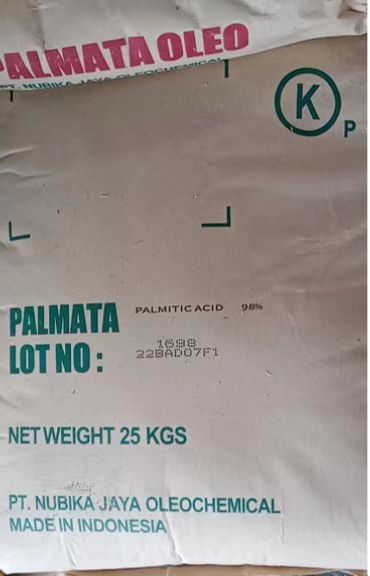 PALMATA OLEO
PT. NUBIKA JAYA OLEOCHEMICAL
K
P
PALMATA PALMITIC ACID 98%
1698
LOT NO : 22BAD07F1
NET WEIGHT 25 KGS
PT. NUBIKA JAYA OLEOCHEMICAL
MADE IN INDONESIA